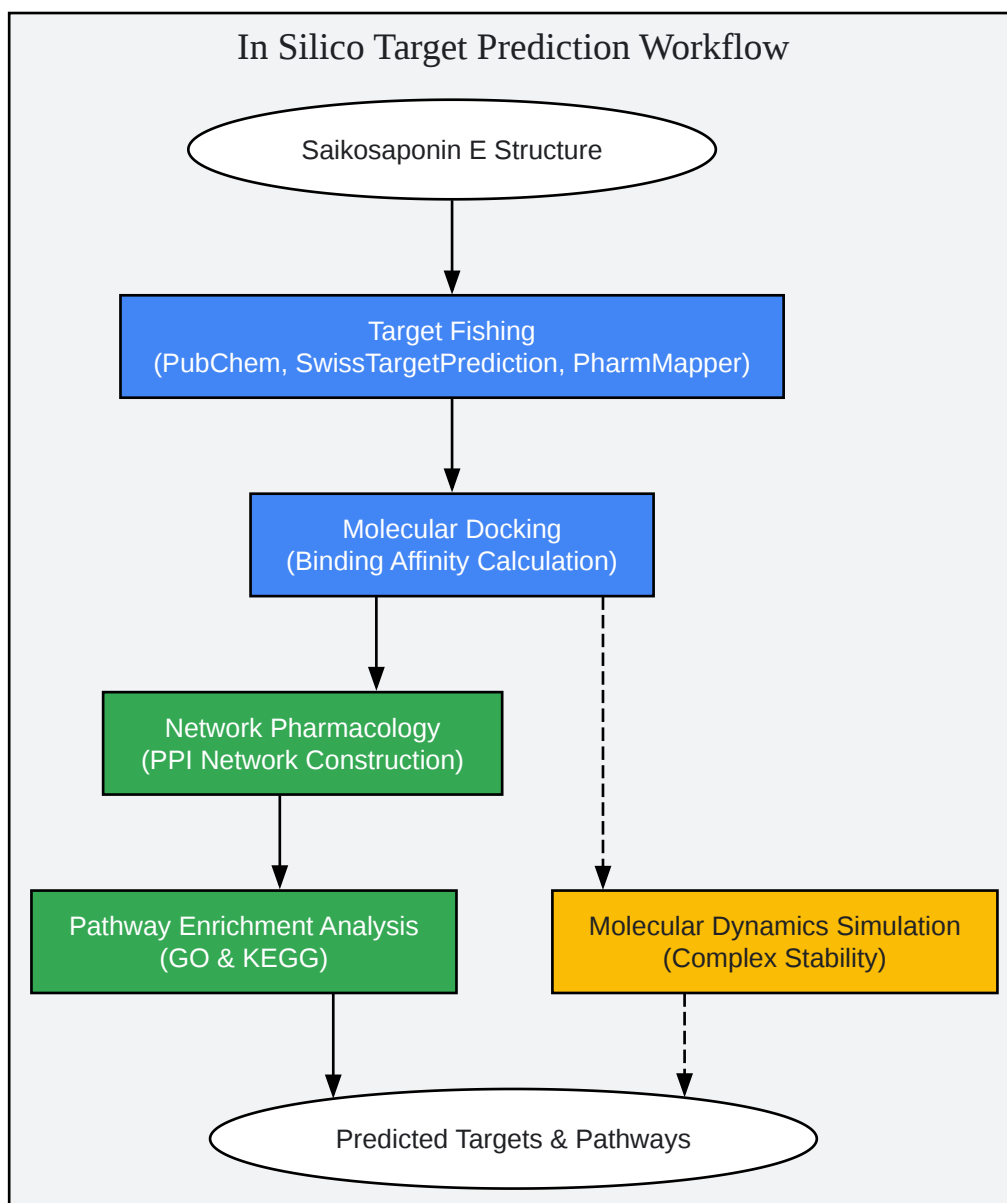 In Silico Target Prediction Workflow
Saikosaponin E Structure
Target Fishing
(PubChem, SwissTargetPrediction, PharmMapper)
Molecular Docking
(Binding Affinity Calculation)
Network Pharmacology
(PPI Network Construction)
Pathway Enrichment Analysis
(GO & KEGG)
Molecular Dynamics Simulation
(Complex Stability)
Predicted Targets & Pathways